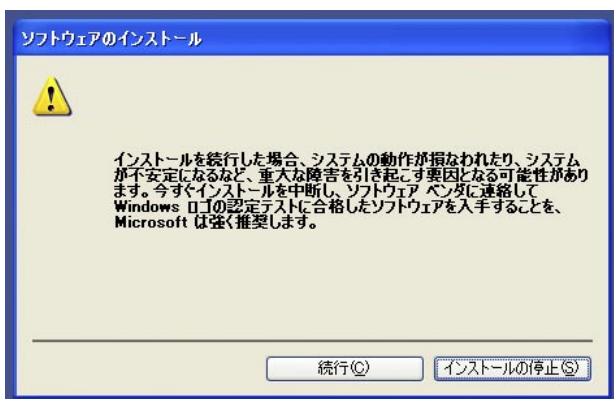 ソフトウェアのインストール
インストールを続行した場合、システムの動作が損なわれたり、システム
が不安定になるなど、重大な障害を引き起こす要因となる可能性があり
ます。今すぐインストールを中断し、ソフトウェア ベンダに連絡して
Windows ロゴの認定テストに合格したソフトウェアを入手することを、
Microsoft は強く推奨します。
続行(C)
インストールの停止(S)